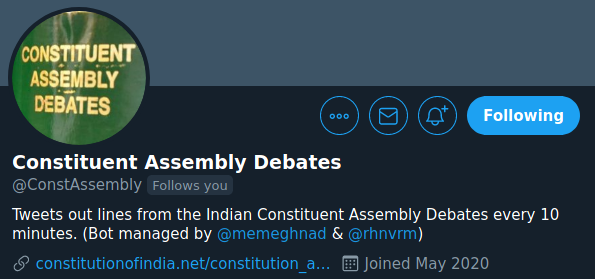 CONSTITUENT
ASSEMBLY
DEBATES
Following
Constituent Assembly Debates
@ConstAssembly Follows you
Tweets out lines from the Indian Constituent Assembly Debates every 10
minutes. (Bot managed by @memeghnad & @rhnvrm)
constitutionofindia.net/constitution_a... Joined May 2020